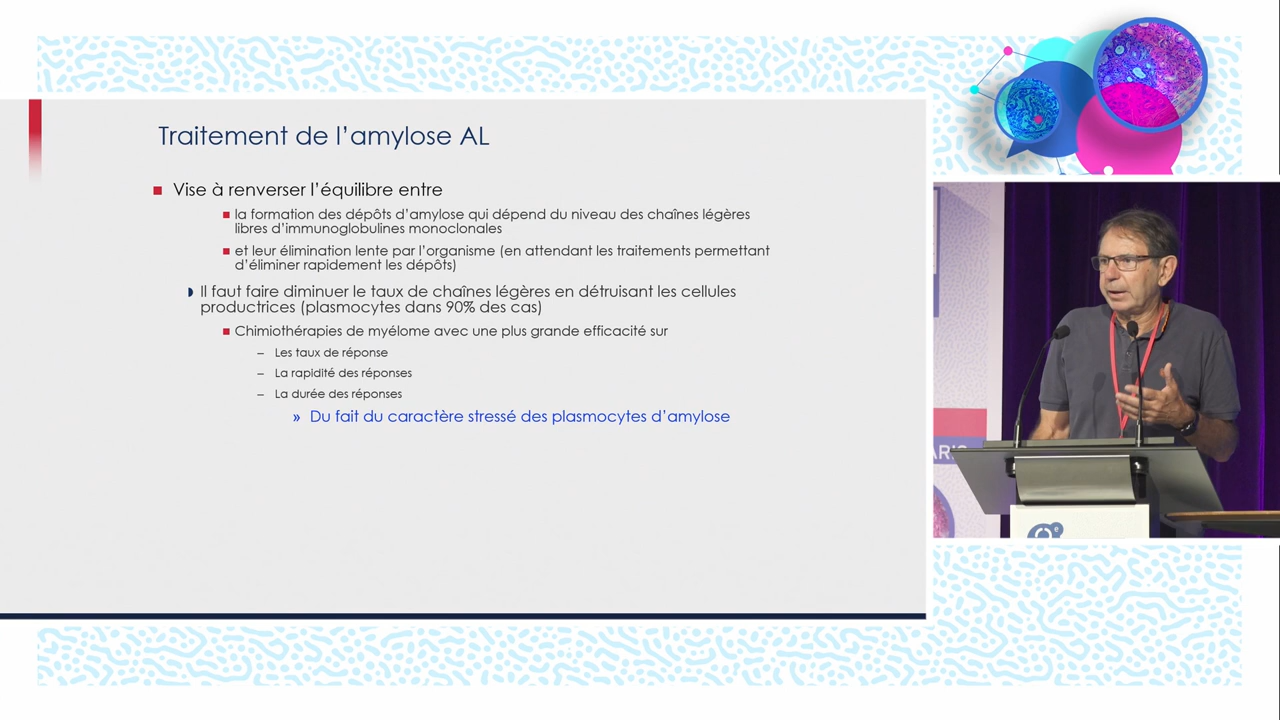 Traitement de l'amylose AL
Vise à renverser l'équilibre entre
la formation des dépôts d'amylose qui dépend du niveau des chaînes légères
libres d'immunoglobulines monoclonales
et leur élimination lente par l'organisme (en attendant les traitements permettant
d'éliminer rapidement les dépôts)
Il faut faire diminuer le taux de chaînes légères en détruisant les cellules
productrices (plasmocytes dans 90% des cas)
Chimiothérapies de myélome avec une plus grande efficacité sur
– Les taux de réponse
– La rapidité des réponses
– La durée des réponses
» Du fait du caractère stressé des plasmocytes d'amylose